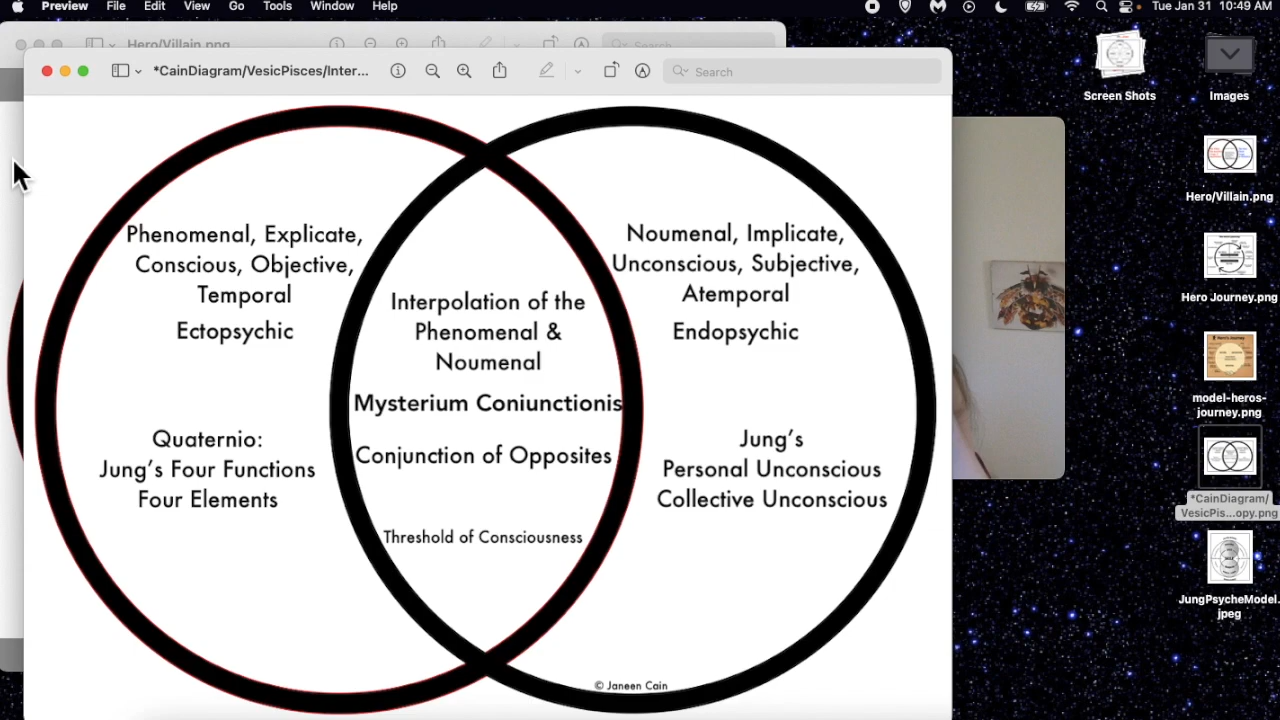 Preview File Edit View Go Tools Window Help
Tue Jan 31 10:49 AM
Hero/Villain.png
Search
*CainDiagram/VesicPisces/Inter...
Search
Phenomenal, Explicate,
Conscious, Objective,
Temporal
Ectopsychic
Quaternio:
Jung's Four Functions
Four Elements
Interpolation of the
Phenomenal &
Noumenal
Mysterium Coniunctionis
Conjunction of Opposites
Threshold of Consciousness
Noumenal, Implicate,
Unconscious, Subjective,
Atemporal
Endopsychic
Jung's
Personal Unconscious
Collective Unconscious
© Janeen Cain
Screen Shots
Images
Hero/Villain.png
Hero Journey.png
model-heros-
journey.png
*CainDiagram/
VesicPis...opy.png
JungPsycheModel.
jpeg